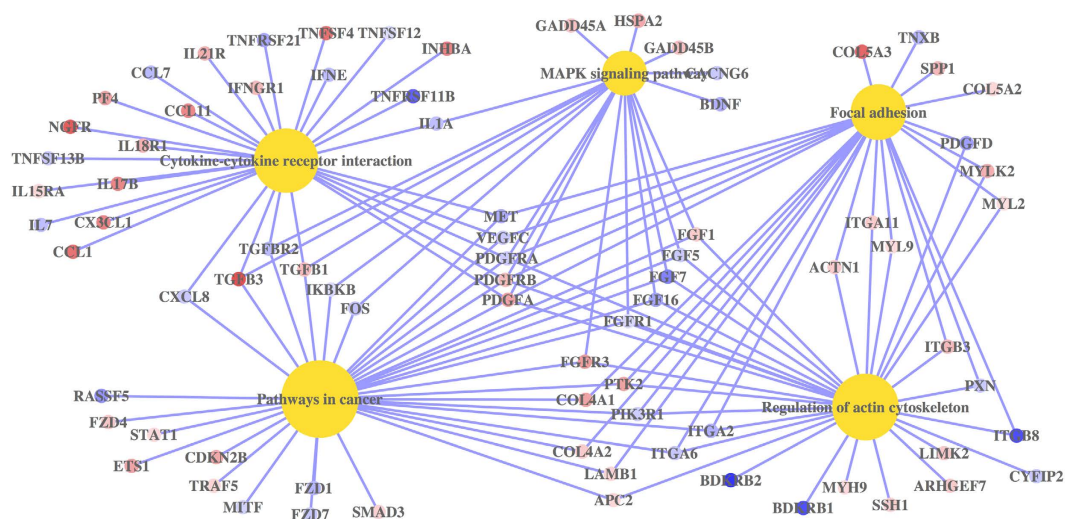 GADD45A
HSPA2
TNFRSF21
TNFSF4
TNFSF12
INHBA
IL21R
GADD45B
COL5A3
TNXB
SPP1
CCL7
IFNE
MAPK signaling pathway
CACNG6
COL5A2
PF4
IFNGR1
TNFRSF11B
BDNF
CCL11
IL1A
Focal adhesion
NGFR
IL18R1
PDGFD
TNFSF13B
Cytokine-cytokine receptor interaction
MYLK2
IL15RA
IL17B
MYL2
IL7
CX3CL1
MET
ITGA11
CCL1
TGFBR2
VEGFC
EGF1
MYL9
PDGFRA
EGF5
TGFB3
TGFB1
PDGFRB
EGF7
ACTN1
CXCL8
IKBKB
PDGFA
FGF16
FOS
FGFR1
ITGB3
FGFR3
PTK2
PXN
RASSF5
Pathways in cancer
COL4A1
Regulation of actin cytoskeleton
PIK3R1
FZD4
STAT1
ITGA2
ITGB8
COL4A2
ITGA6
LIMK2
ETS1
CDKN2B
LAMB1
BDKRB2
CYFIP2
TRAF5
FZD1
APC2
MYH9
ARHGEF7
MITF
FZD7
SMAD3
BDKRB1
SSH1